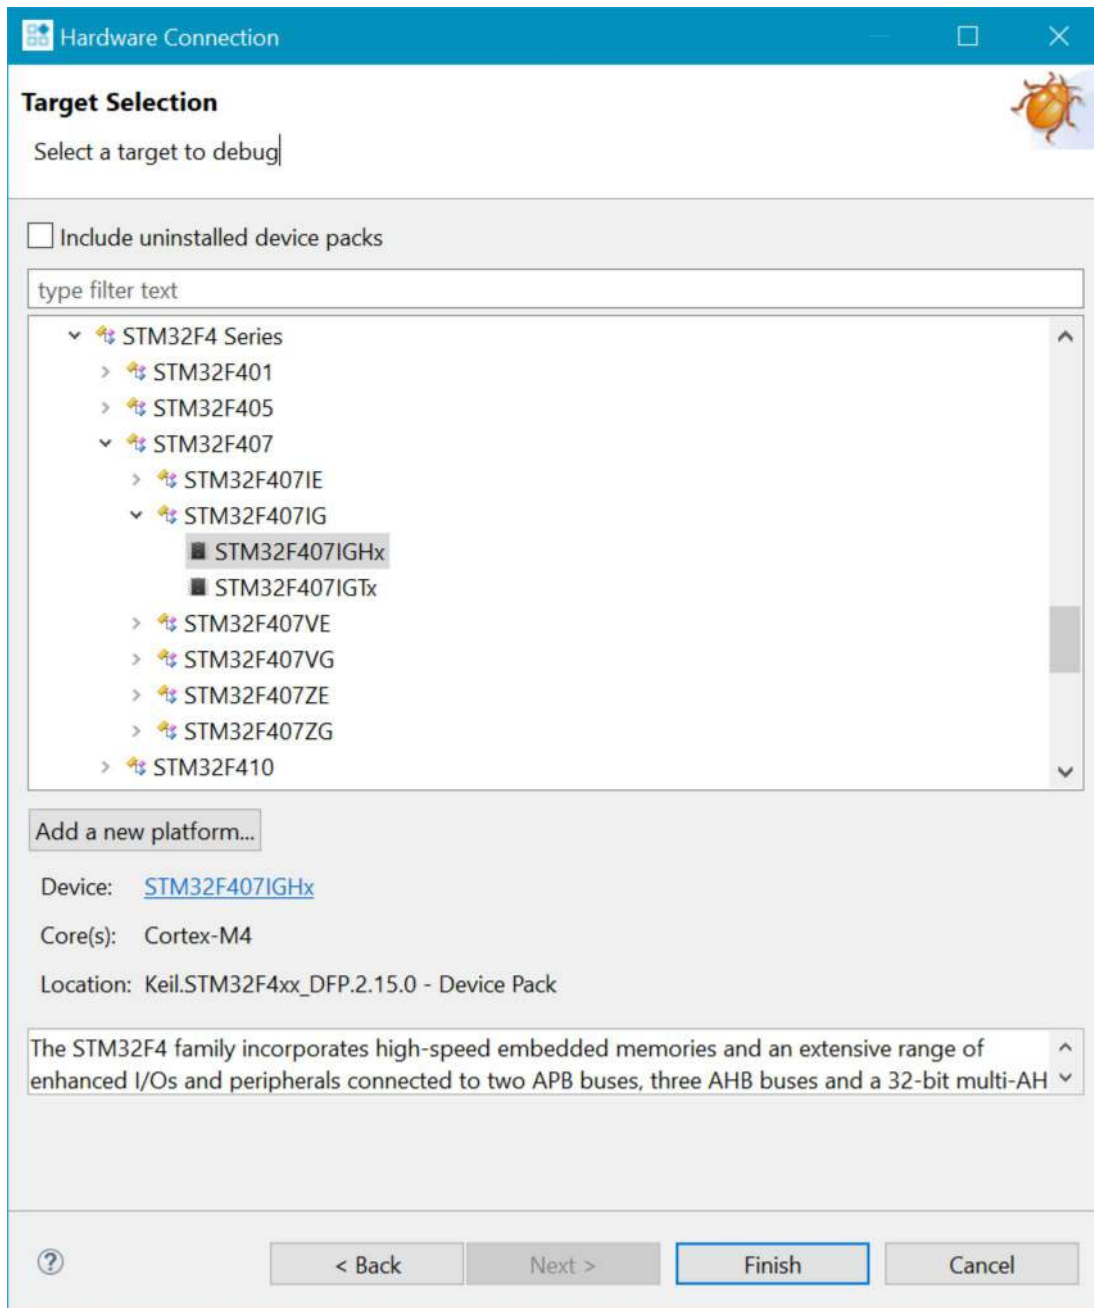 Hardware Connection
Target Selection
Select a target to debug
Include uninstalled device packs
type filter text
STM32F4 Series
STM32F401
STM32F405
STM32F407
STM32F407IE
STM32F407IG
STM32F407IGHx
STM32F407IGTx
STM32F407VE
STM32F407VG
STM32F407ZE
STM32F407ZG
STM32F410
Add a new platform...
Device: STM32F407IGHx
Core(s): Cortex-M4
Location: Keil.STM32F4xx_DFP.2.15.0 - Device Pack
The STM32F4 family incorporates high-speed embedded memories and an extensive range of
enhanced I/Os and peripherals connected to two APB buses, three AHB buses and a 32-bit multi-AH
? < Back Next > Finish Cancel